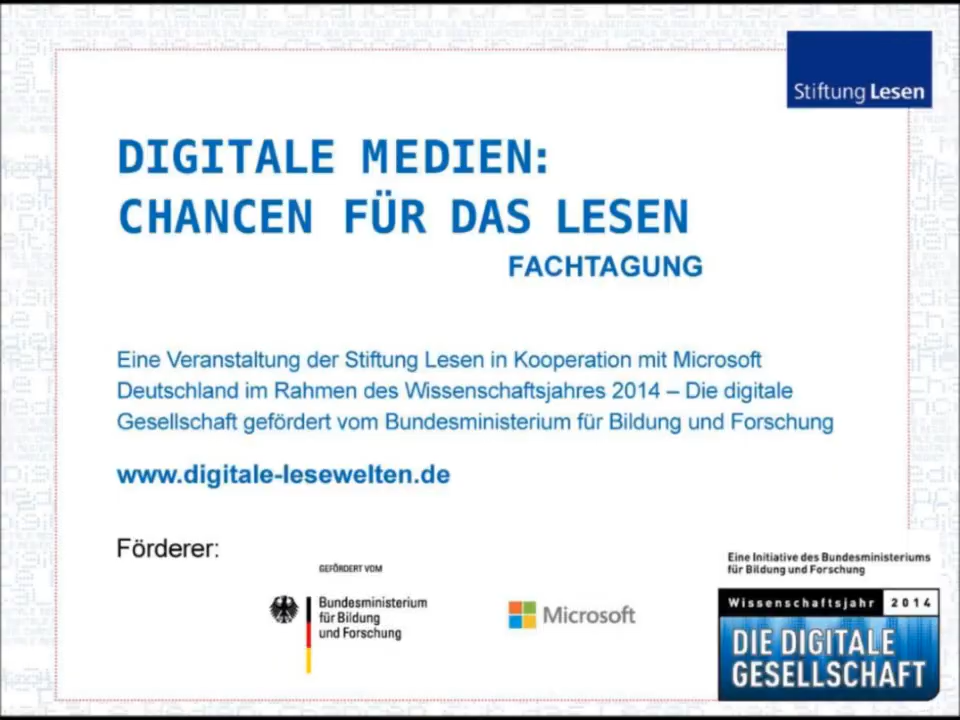 Stiftung Lesen
DIGITALE MEDIEN:
CHANCEN FÜR DAS LESEN
FACHTAGUNG
Eine Veranstaltung der Stiftung Lesen in Kooperation mit Microsoft
Deutschland im Rahmen des Wissenschaftsjahres 2014 – Die digitale
Gesellschaft gefördert vom Bundesministerium für Bildung und Forschung
www.digitale-lesewelten.de
Förderer:
GEFÖRDERT VOM
Bundesministerium
für Bildung
und Forschung
Microsoft
Eine Initiative des Bundesministeriums
für Bildung und Forschung
Wissenschaftsjahr 2014
DIE DIGITALE
GESELLSCHAFT